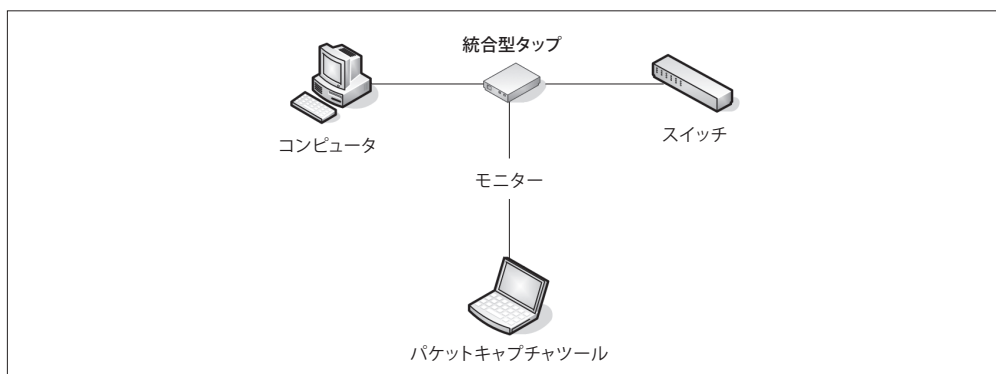 統合型タップ
コンピュータ
スイッチ
モニター
パケットキャプチャツール